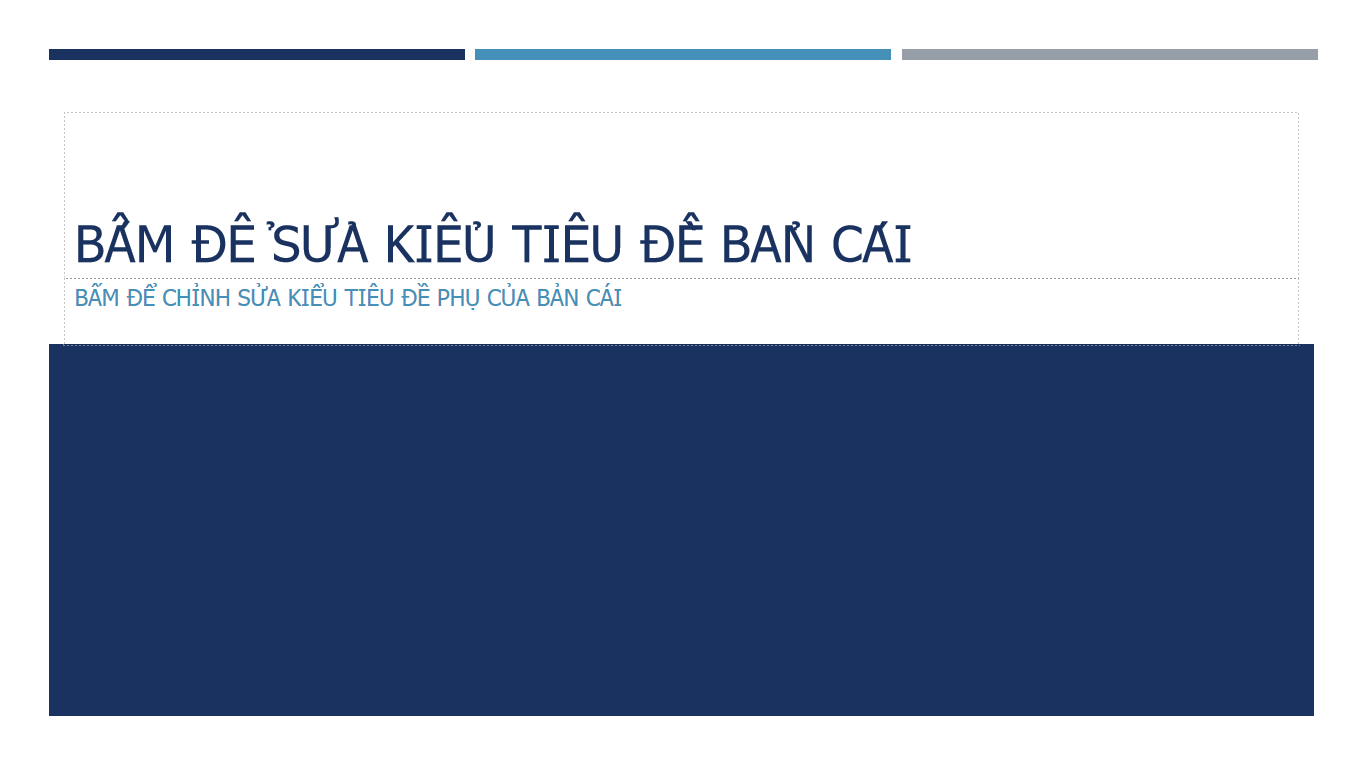 BẤM ĐỂ SỬA KIỂU TIÊU ĐỀ BẢN CÁI
BẤM ĐỂ CHỈNH SỬA KIỂU TIÊU ĐỀ PHỤ CỦA BẢN CÁI